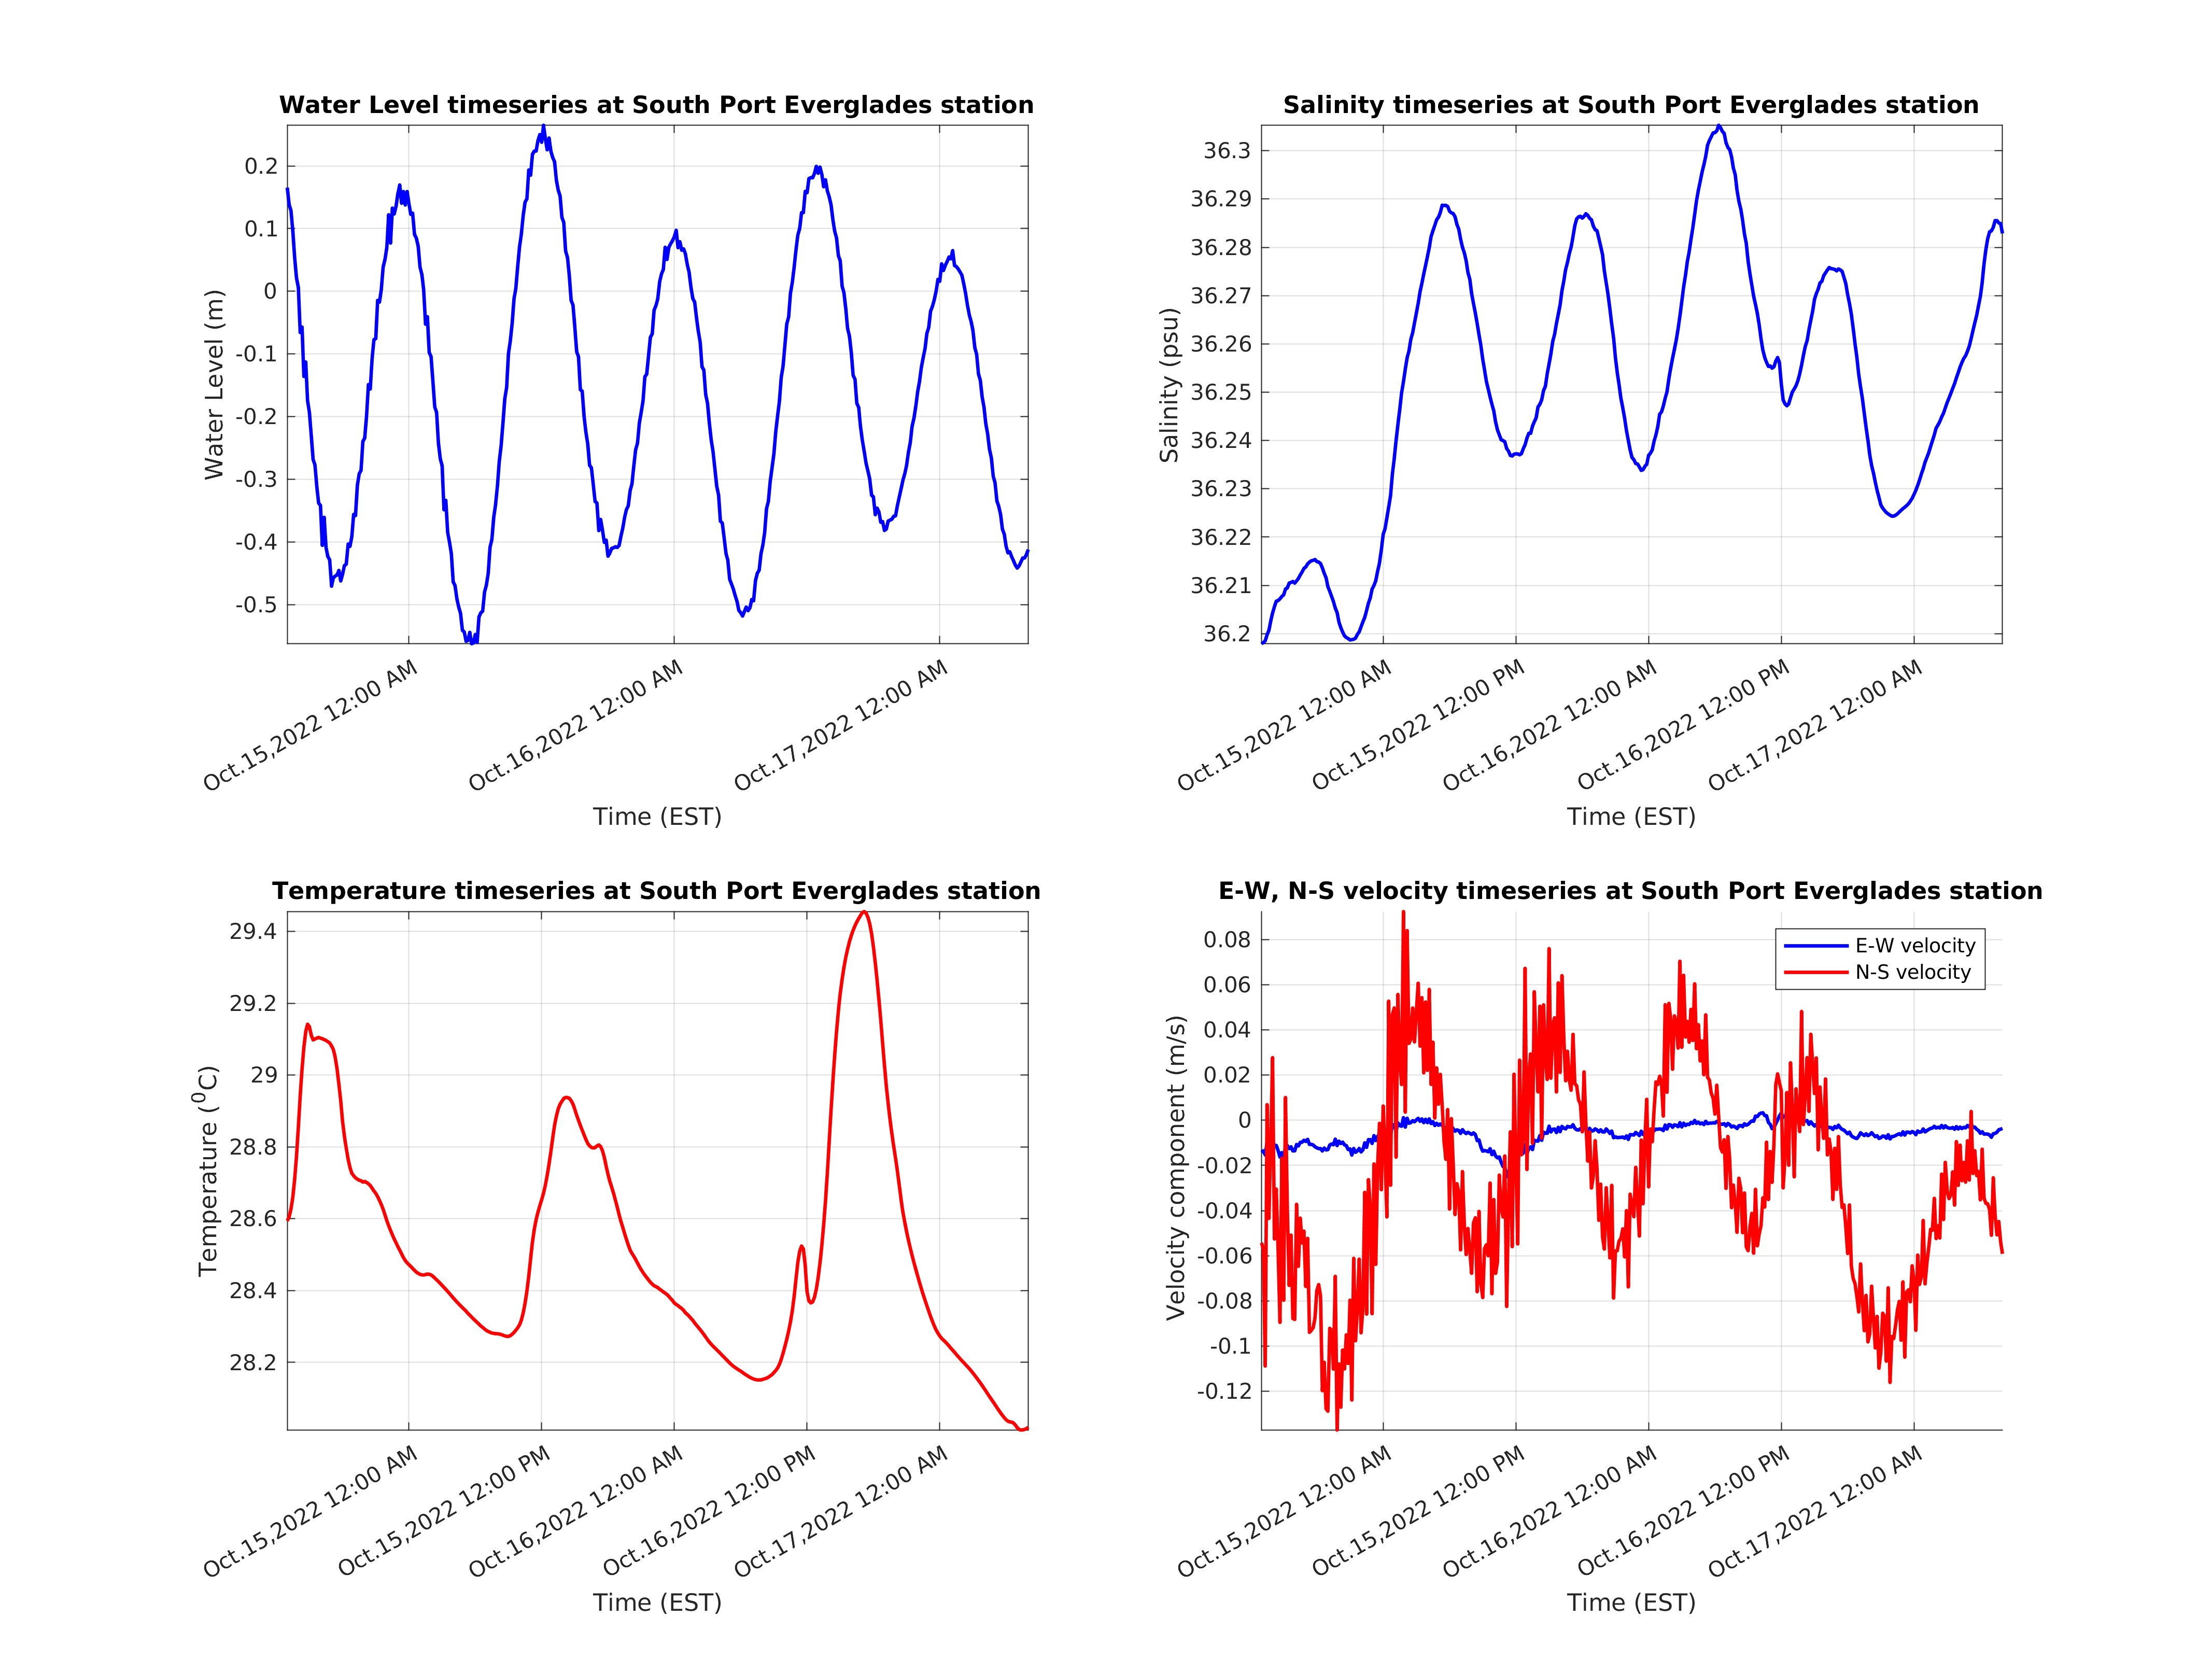 Water Level timeseries at South Port Everglades station
Water Level (m)
0.2
0.1
0
-0.1
-0.2
-0.3
-0.4
-0.5
Oct.15,2022 12:00 AM
Oct.16,2022 12:00 AM
Oct.17,2022 12:00 AM
Time (EST)
Salinity timeseries at South Port Everglades station
Salinity (psu)
36.3
36.29
36.28
36.27
36.26
36.25
36.24
36.23
36.22
36.21
36.2
Oct.15,2022 12:00 AM
Oct.15,2022 12:00 PM
Oct.16,2022 12:00 AM
Oct.16,2022 12:00 PM
Oct.17,2022 12:00 AM
Time (EST)
Temperature timeseries at South Port Everglades station
Temperature (⁰C)
29.4
29.2
29
28.8
28.6
28.4
28.2
Oct.15,2022 12:00 AM
Oct.15,2022 12:00 PM
Oct.16,2022 12:00 AM
Oct.16,2022 12:00 PM
Oct.17,2022 12:00 AM
Time (EST)
E-W, N-S velocity timeseries at South Port Everglades station
Velocity component (m/s)
0.08
0.06
0.04
0.02
0
-0.02
-0.04
-0.06
-0.08
-0.1
-0.12
E-W velocity
N-S velocity
Oct.15,2022 12:00 AM
Oct.15,2022 12:00 PM
Oct.16,2022 12:00 AM
Oct.16,2022 12:00 PM
Oct.17,2022 12:00 AM
Time (EST)